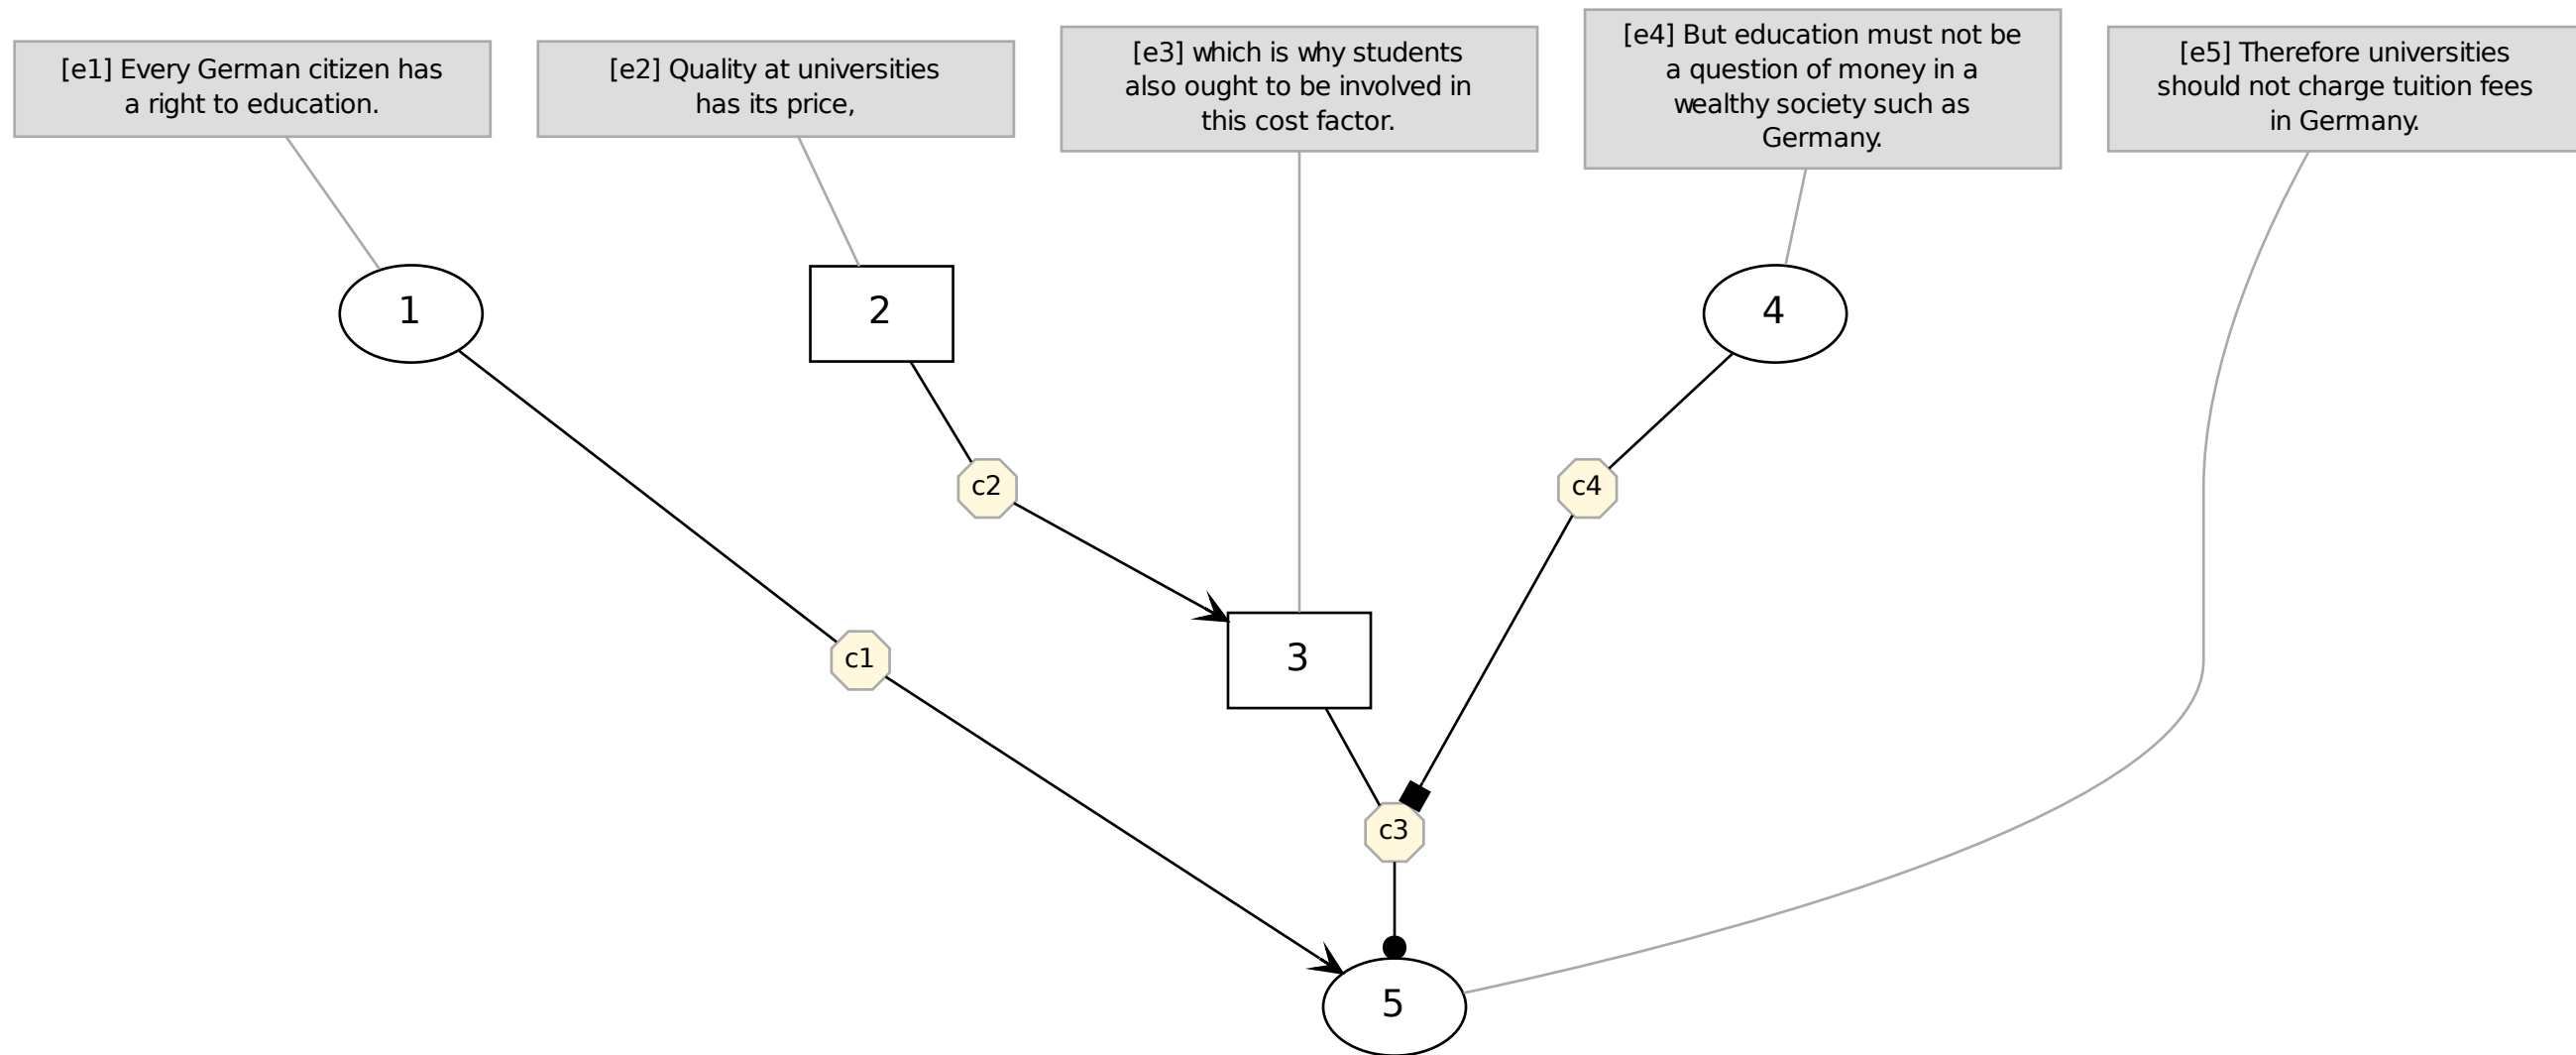 [e1] Every German citizen has
a right to education.
[e2] Quality at universities
has its price,
[e3] which is why students
also ought to be involved in
this cost factor.
[e4] But education must not be
a question of money in a
wealthy society such as
Germany.
[e5] Therefore universities
should not charge tuition fees
in Germany.
1
2
4
c2
c4
c1
3
c3
5